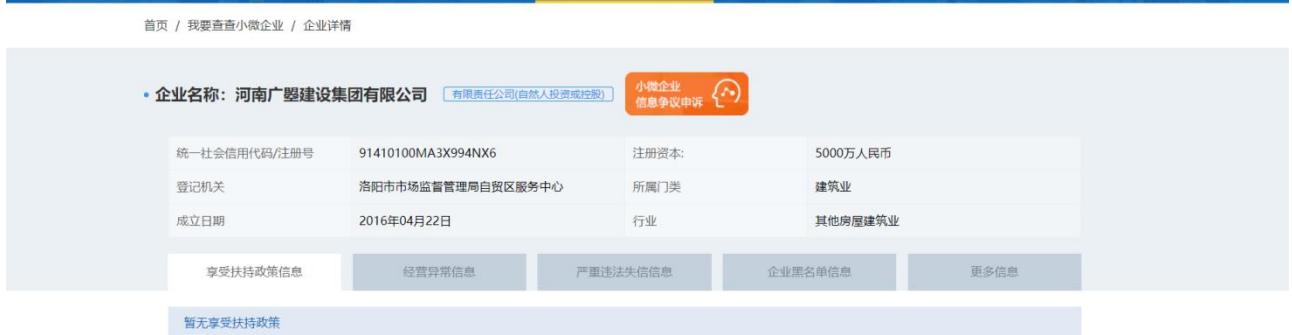 首页 / 我要查查小微企业 / 企业详情
• 企业名称：河南广曌建设集团有限公司 有限责任公司(自然人投资或控股) 小微企业
信息争议申诉
统一社会信用代码/注册号 91410100MA3X994NX6 注册资本: 5000万人民币
登记机关 洛阳市市场监督管理局自贸区服务中心 所属门类 建筑业
成立日期 2016年04月22日 行业 其他房屋建筑业
享受扶持政策信息 经营异常信息 严重违法失信信息 企业黑名单信息 更多信息
暂无享受扶持政策